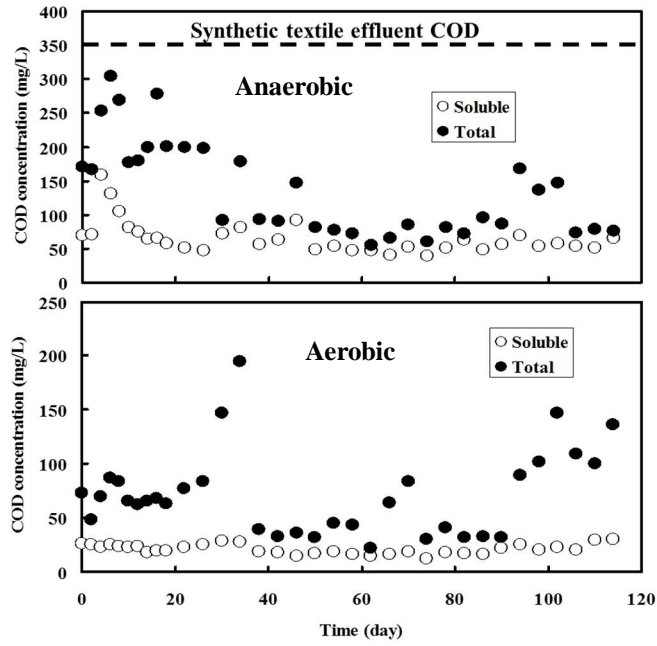 Synthetic textile effluent COD
Anaerobic
Soluble
Total
COD concentration (mg/L)
400
350
300
250
200
150
100
50
0
Aerobic
Soluble
Total
COD concentration (mg/L)
250
200
150
100
50
0
0 20 40 60 80 100 120
Time (day)